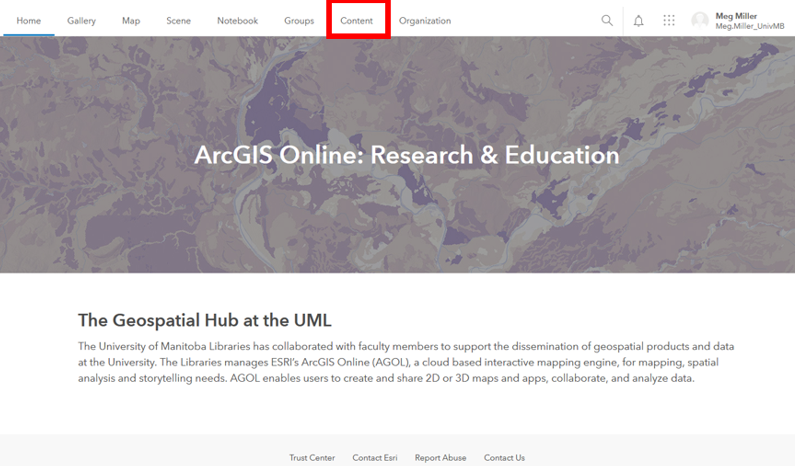 Home Gallery Map Scene Notebook Groups Content Organization Meg Miller
Meg.Miller_UnivMB
ArcGIS Online: Research & Education
The Geospatial Hub at the UML
The University of Manitoba Libraries has collaborated with faculty members to support the dissemination of geospatial products and data
at the University. The Libraries manages ESRI's ArcGIS Online (AGOL), a cloud based interactive mapping engine, for mapping, spatial
analysis and storytelling needs. AGOL enables users to create and share 2D or 3D maps and apps, collaborate, and analyze data.
Trust Center Contact Esri Report Abuse Contact Us